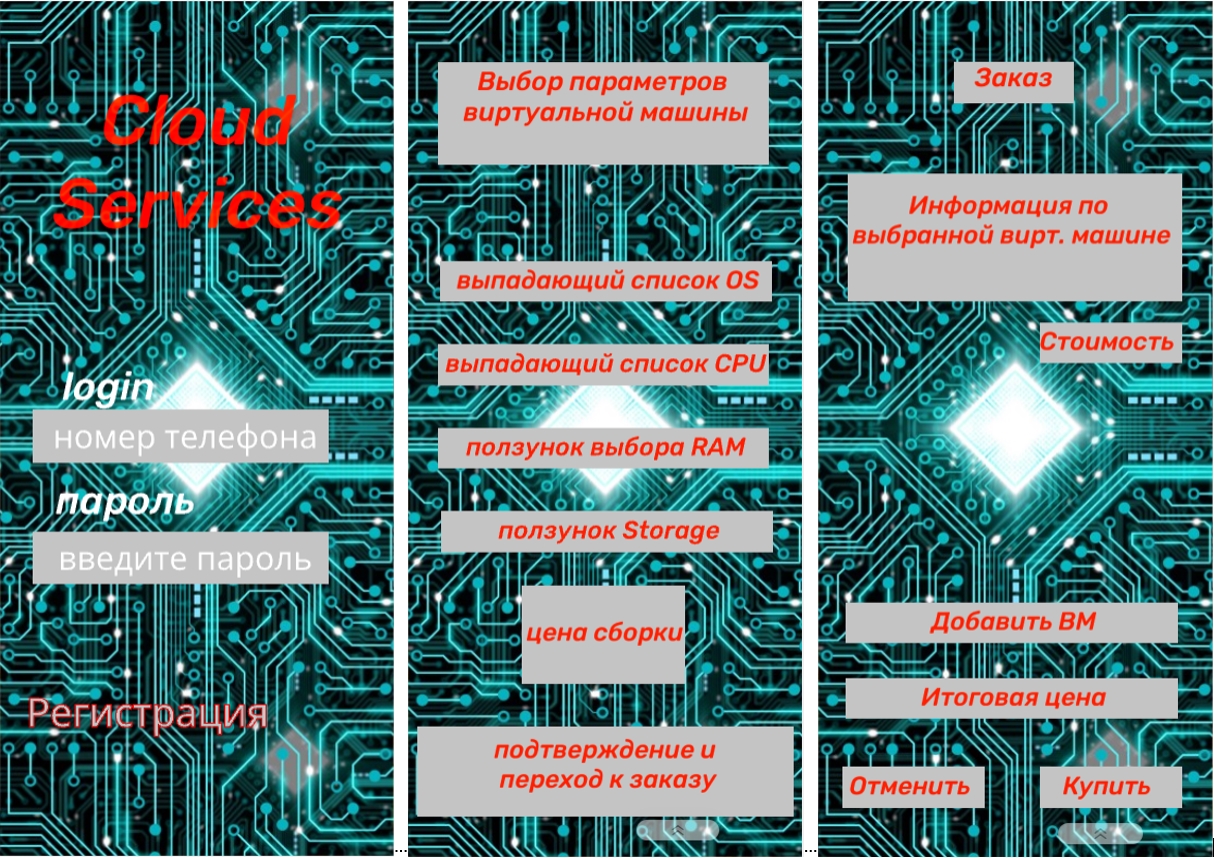 Cloud
Services
login
номер телефона
пароль
введите пароль
Регистрация
Выбор параметров
виртуальной машины
выпадающий список OS
выпадающий список CPU
ползунок выбора RAM
ползунок Storage
цена сборки
подтверждение и
переход к заказу
Заказ
Информация по
выбранной вирт. машине
Стоимость
Добавить ВМ
Итоговая цена
Отменить
Купить